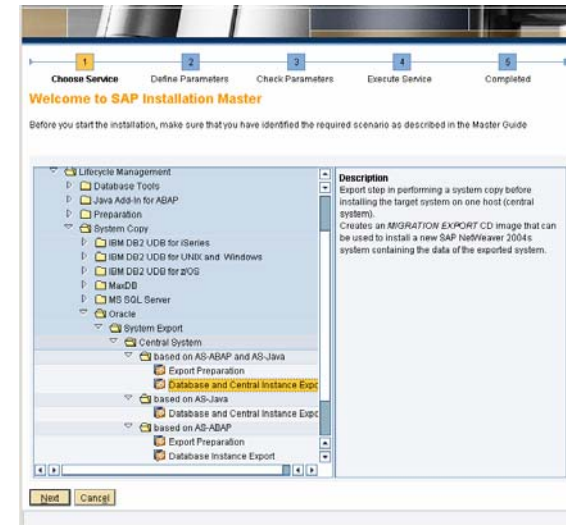 1 2 3 4 5
Choose Service Define Parameters Check Parameters Execute Service Completed
Welcome to SAP Installation Master
Before you start the installation, make sure that you have identified the required scenario as described in the Master Guide
Lifecycle Management
Database Tools
Java Add-In for ABAP
Preparation
System Copy
IBM DB2 UDB for iSeries
IBM DB2 UDB for UNIX and Windows
IBM DB2 UDB for z/OS
MaxDB
MS SQL Server
Oracle
System Export
Central System
based on AS-ABAP and AS-Java
Export Preparation
Database and Central Instance Expo
based on AS-Java
Database and Central Instance Expo
based on AS-ABAP
Export Preparation
Database Instance Export
Description
Export step in performing a system copy before
installing the target system on one host (central
system).
Creates an MIGRATION EXPORT CD image that can
be used to install a new SAP NetWeaver 2004s
system containing the data of the exported system.
Next Cancel